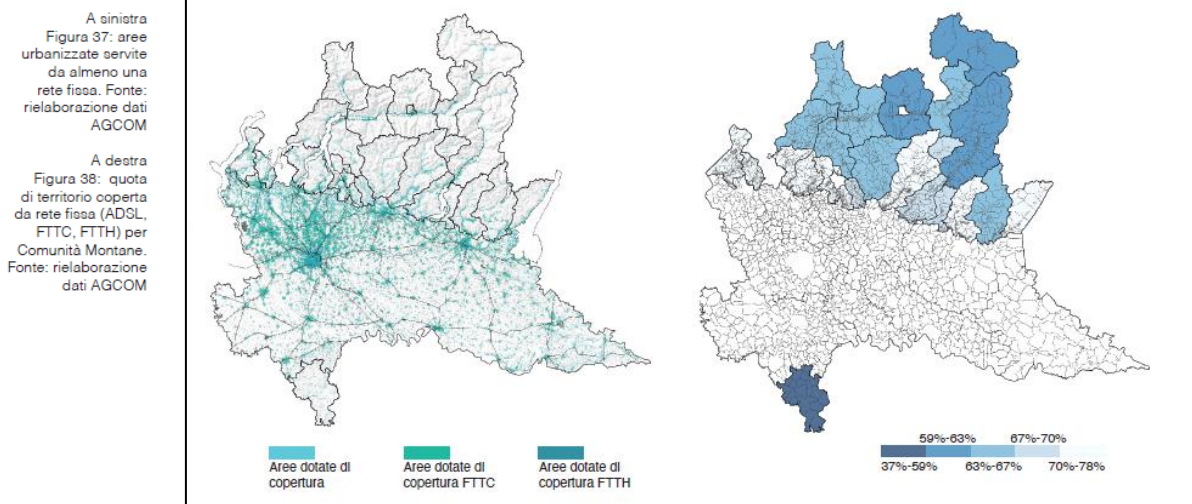 A sinistra
Figura 37: aree
urbanizzate servite
da almeno una
rete fissa. Fonte:
rielaborazione dati
AGCOM
A destra
Figura 38: quota
di territorio coperta
da rete fissa (ADSL,
FTTC, FTTH) per
Comunità Montane.
Fonte: rielaborazione
dati AGCOM
Aree dotate di
copertura
Aree dotate di
copertura FTTC
Aree dotate di
copertura FTTH
59%-63% 67%-70%
37%-59% 63%-67% 70%-78%